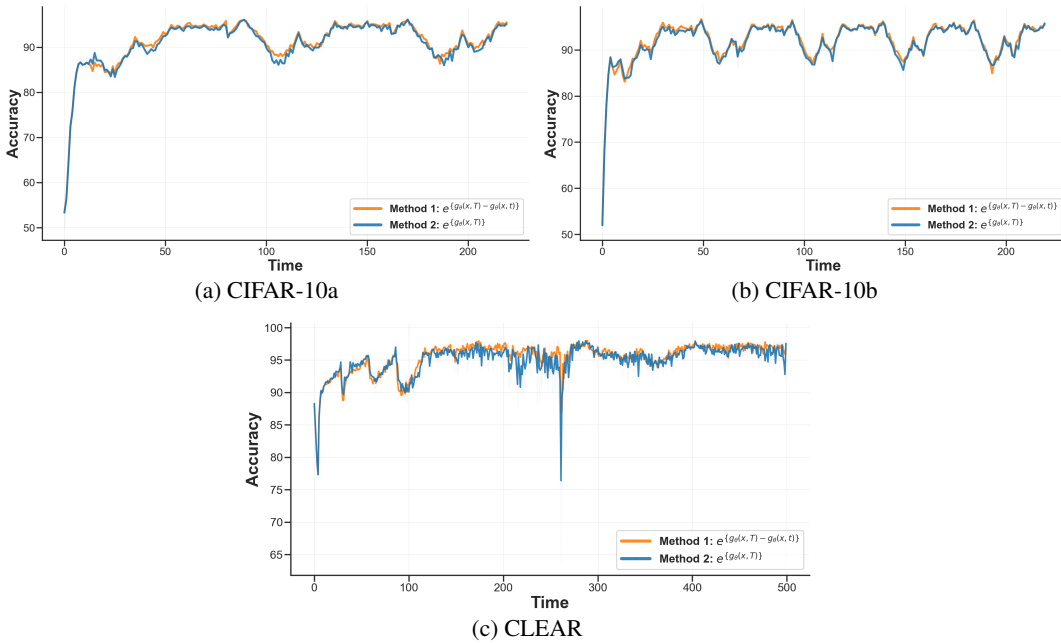 90
80
70
60
50
Accuracy
0
50
100
150
200
Time
Method 1: e^{g_θ(x,T)−g_θ(x,t)}
Method 2: e^{g_θ(x,T)}
(a) CIFAR-10a
90
80
70
60
50
Accuracy
0
50
100
150
200
Time
Method 1: e^{g_θ(x,T)−g_θ(x,t)}
Method 2: e^{g_θ(x,T)}
(b) CIFAR-10b
100
95
90
85
80
75
70
65
Accuracy
0
100
200
300
400
500
Time
Method 1: e^{g_θ(x,T)−g_θ(x,t)}
Method 2: e^{g_θ(x,T)}
(c) CLEAR